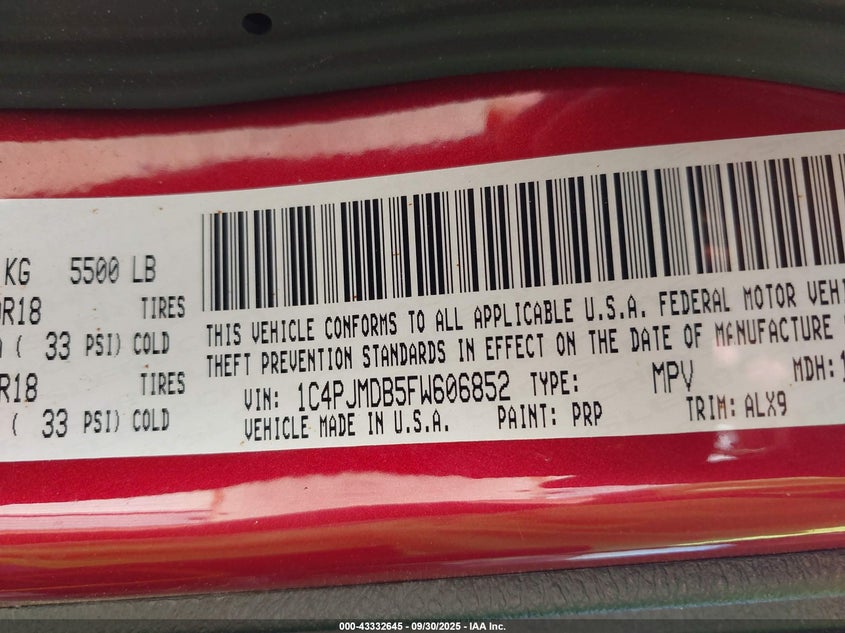 KG 5500 LB
R18 TIRES
( 33 PSI) COLD
R18 TIRES
( 33 PSI) COLD
THIS VEHICLE CONFORMS TO ALL APPLICABLE U.S.A. FEDERAL MOTOR VEHI
THEFT PREVENTION STANDARDS IN EFFECT ON THE DATE OF MANUFACTURE
VIN: 1C4PJMDB5FW606852 TYPE: MPV MDH:1
VEHICLE MADE IN U.S.A. PAINT: PRP TRIM: ALX9
000-43332645 - 09/30/2025 - IAA Inc.